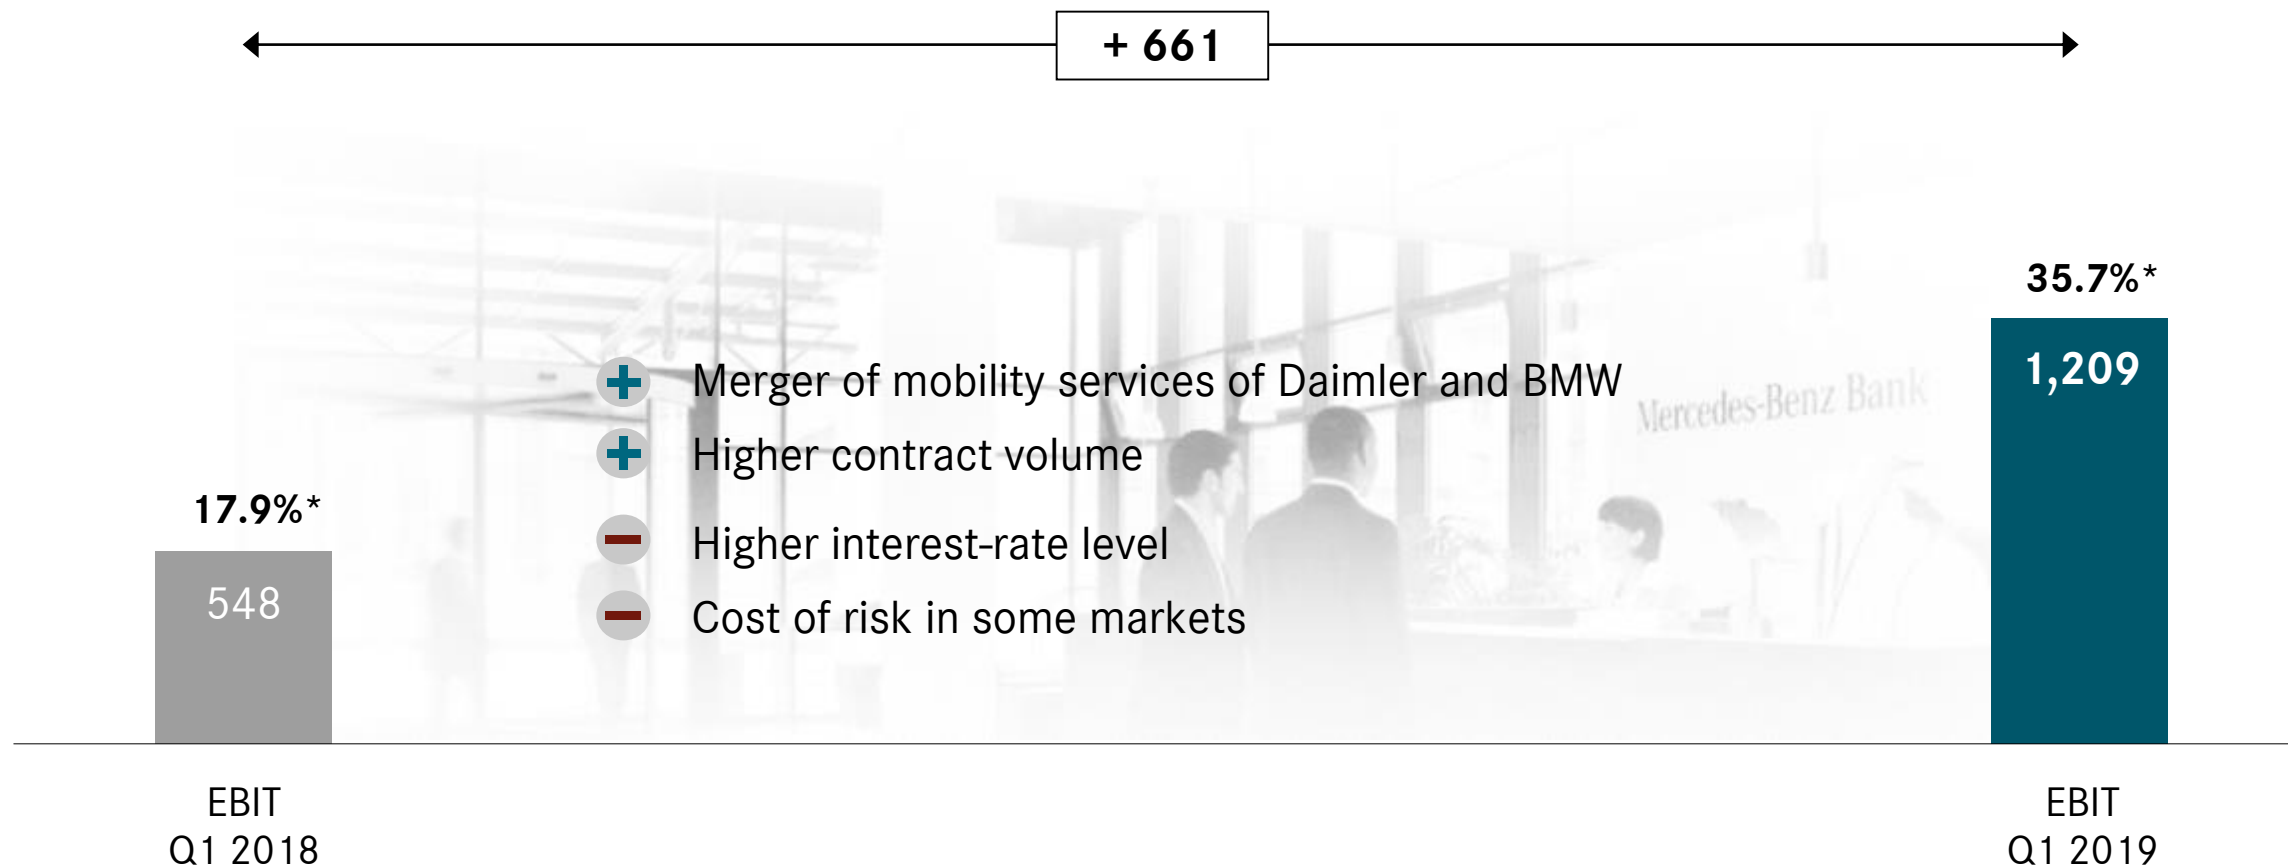 + 661
35.7%*
1,209
Merger of mobility services of Daimler and BMW
Mercedes-Benz Bank
Higher contract volume
17.9%*
Higher interest-rate level
548
Cost of risk in some markets
EBIT
Q1 2018
EBIT
Q1 2019